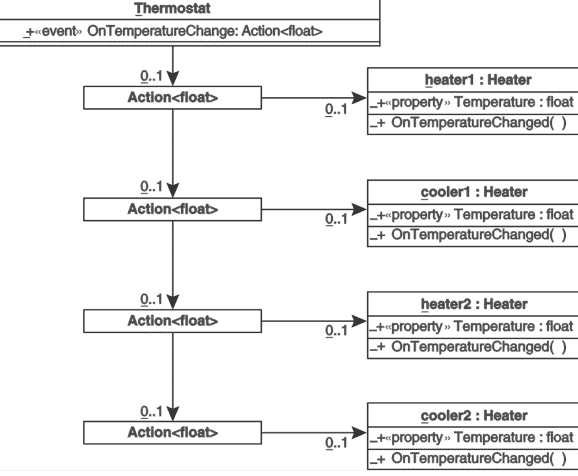 Thermostat
+«event» OnTemperatureChange: Action<float>
0..1
Action<float>
0..1
heater1 : Heater
+«property» Temperature : float
+ OnTemperatureChanged( )
0..1
Action<float>
0..1
cooler1 : Heater
+«property» Temperature : float
+ OnTemperatureChanged( )
0..1
Action<float>
0..1
heater2 : Heater
+«property» Temperature : float
+ OnTemperatureChanged( )
0..1
Action<float>
0..1
cooler2 : Heater
+«property» Temperature : float
+ OnTemperatureChanged( )